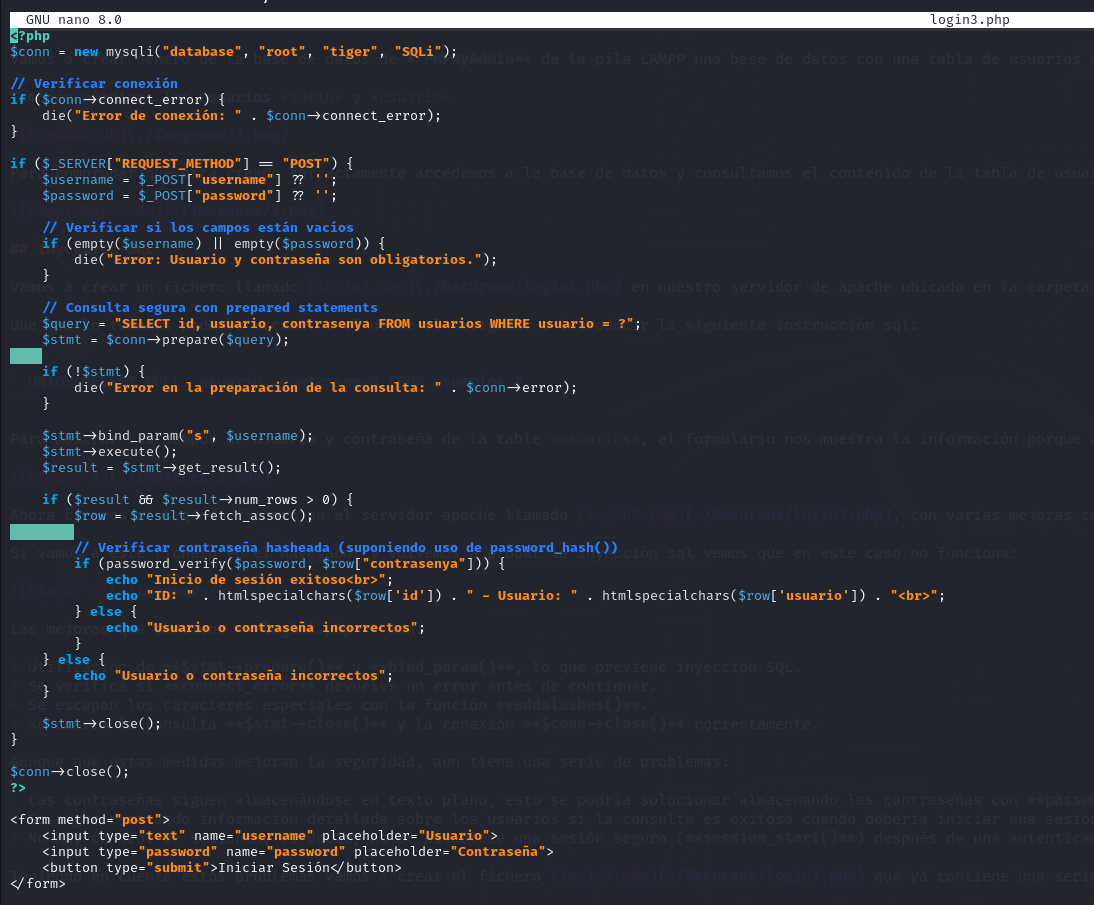 GNU nano 8.0 login3.php
<?php
$conn = new mysqli("database", "root", "tiger", "SQLi");
// Verificar conexión
if ($conn->connect_error) {
    die("Error de conexión: " . $conn->connect_error);
}
if ($_SERVER["REQUEST_METHOD"] == "POST") {
    $username = $_POST["username"] ?? '';
    $password = $_POST["password"] ?? '';
    // Verificar si los campos están vacíos
    if (empty($username) || empty($password)) {
        die("Error: Usuario y contraseña son obligatorios.");
    }
    // Consulta segura con prepared statements
    $query = "SELECT id, usuario, contrasenya FROM usuarios WHERE usuario = ?";
    $stmt = $conn->prepare($query);
    if (!$stmt) {
        die("Error en la preparación de la consulta: " . $conn->error);
    }
    $stmt->bind_param("s", $username);
    $stmt->execute();
    $result = $stmt->get_result();
    if ($result && $result->num_rows > 0) {
        $row = $result->fetch_assoc();
        // Verificar contraseña hasheada (suponiendo uso de password_hash())
        if (password_verify($password, $row["contrasenya"])) {
            echo "Inicio de sesión exitoso<br>";
            echo "ID: " . htmlspecialchars($row['id']) . " - Usuario: " . htmlspecialchars($row['usuario']) . "<br>";
        } else {
            echo "Usuario o contraseña incorrectos";
        }
    } else {
        echo "Usuario o contraseña incorrectos";
    }
    $stmt->close();
}
$conn->close();
?>
<form method="post">
    <input type="text" name="username" placeholder="Usuario">
    <input type="password" name="password" placeholder="Contraseña">
    <button type="submit">Iniciar Sesión</button>
</form>